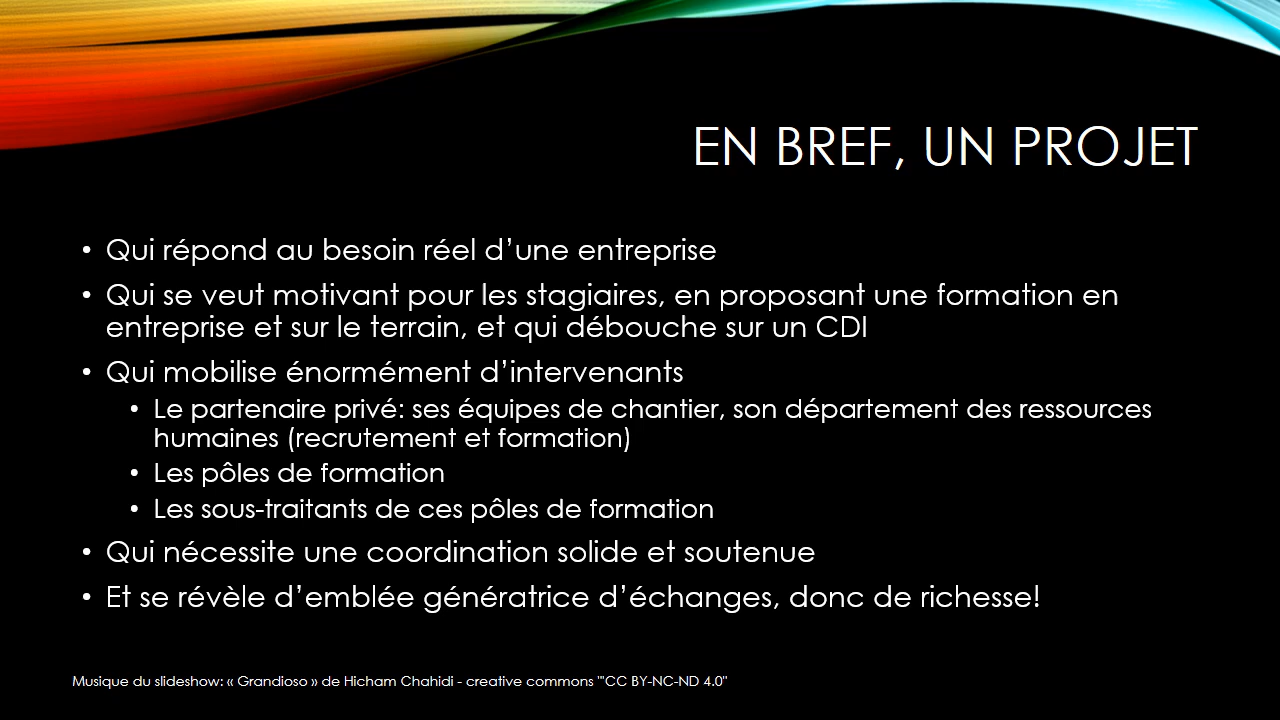 EN BREF, UN PROJET
• Qui répond au besoin réel d’une entreprise
• Qui se veut motivant pour les stagiaires, en proposant une formation en
entreprise et sur le terrain, et qui débouche sur un CDI
• Qui mobilise énormément d’intervenants
• Le partenaire privé: ses équipes de chantier, son département des ressources
humaines (recrutement et formation)
• Les pôles de formation
• Les sous-traitants de ces pôles de formation
• Qui nécessite une coordination solide et soutenue
• Et se révèle d’emblée génératrice d’échanges, donc de richesse!
Musique du slideshow: « Grandioso » de Hicham Chahidi - creative commons "'CC BY-NC-ND 4.0"